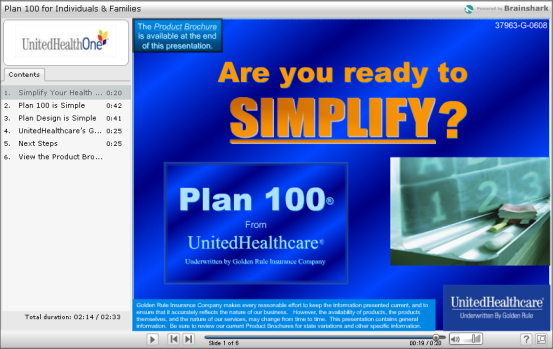 Plan 100 for Individuals & Families
Powered by Brainshark
UnitedHealthOne
Contents
1. Simplify Your Health ... 0:20
2. Plan 100 is Simple 0:42
3. Plan Design is Simple 0:41
4. UnitedHealthcare's G... 0:25
5. Next Steps 0:25
6. View the Product Bro...
Total duration: 02:14 / 02:33
The Product Brochure
is available at the end
of this presentation.
37963-G-0608
Are you ready to
SIMPLIFY?
Plan 100®
From
UnitedHealthcare®
Underwritten by Golden Rule Insurance Company
1 2 3
UnitedHealthcare®
Underwritten By Golden Rule
Golden Rule Insurance Company makes every reasonable effort to keep the information presented current, and to
ensure that it accurately reflects the nature of our business. However, the availability of products, the products
themselves, and the nature of our services, may change from time to time. This presentation contains general
information. Be sure to review our current Product Brochures for state variations and other specific information.
Slide 1 of 6
00:19 / 0:20
?